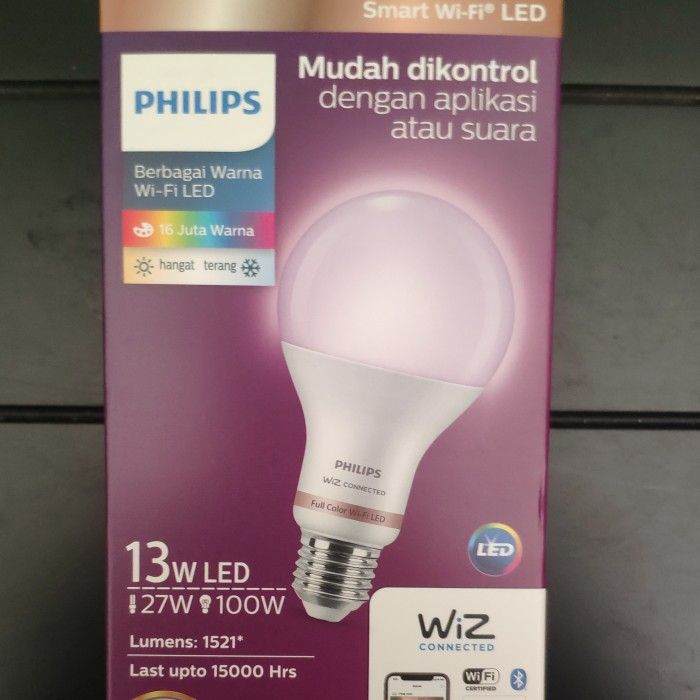 Smart Wi-Fi® LED
PHILIPS
Mudah dikontrol
dengan aplikasi
atau suara
Berbagai Warna
Wi-Fi LED
16 Juta Warna
hangat terang
PHILIPS
WiZ CONNECTED
Full Color Wi-Fi LED
LED
13W LED
27W 100W
Lumens: 1521*
Last upto 15000 Hrs
WiZ
CONNECTED
Wi Fi
CERTIFIED